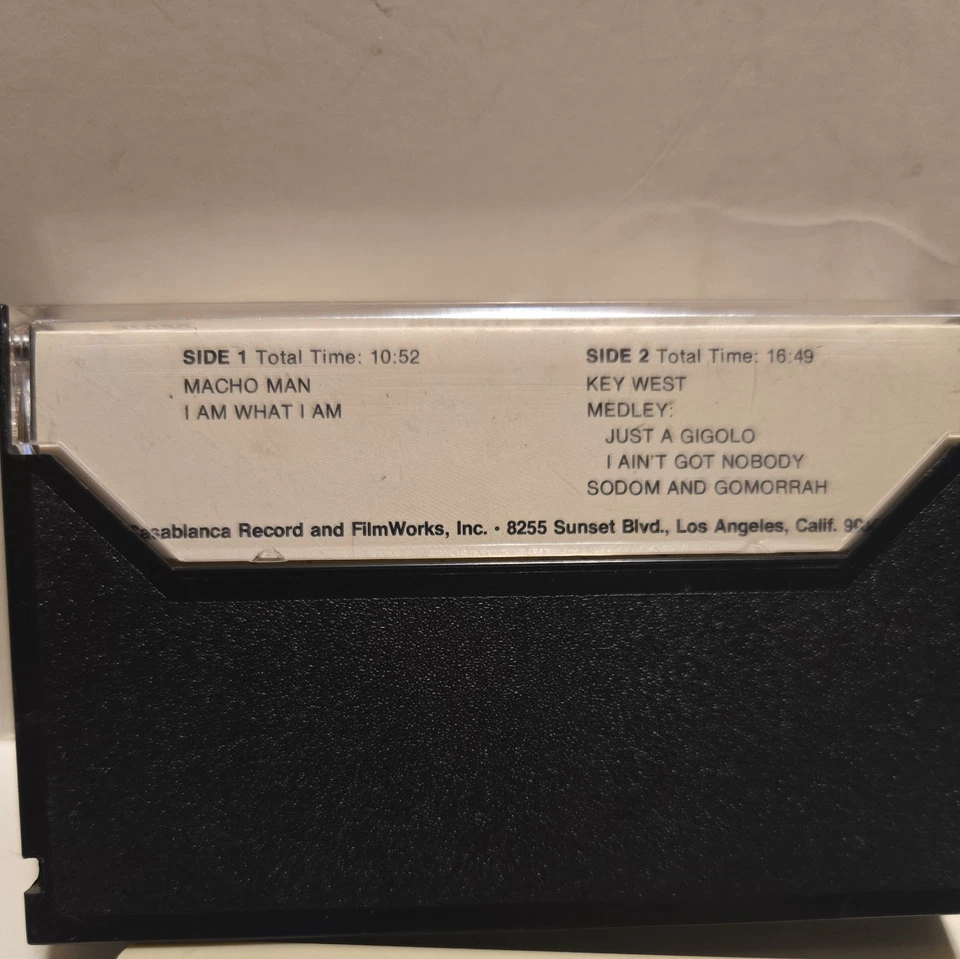 SIDE 1 Total Time: 10:52
MACHO MAN
I AM WHAT I AM
SIDE 2 Total Time: 16:49
KEY WEST
MEDLEY:
JUST A GIGOLO
I AIN'T GOT NOBODY
SODOM AND GOMORRAH
Casablanca Record and FilmWorks, Inc. · 8255 Sunset Blvd., Los Angeles, Calif.